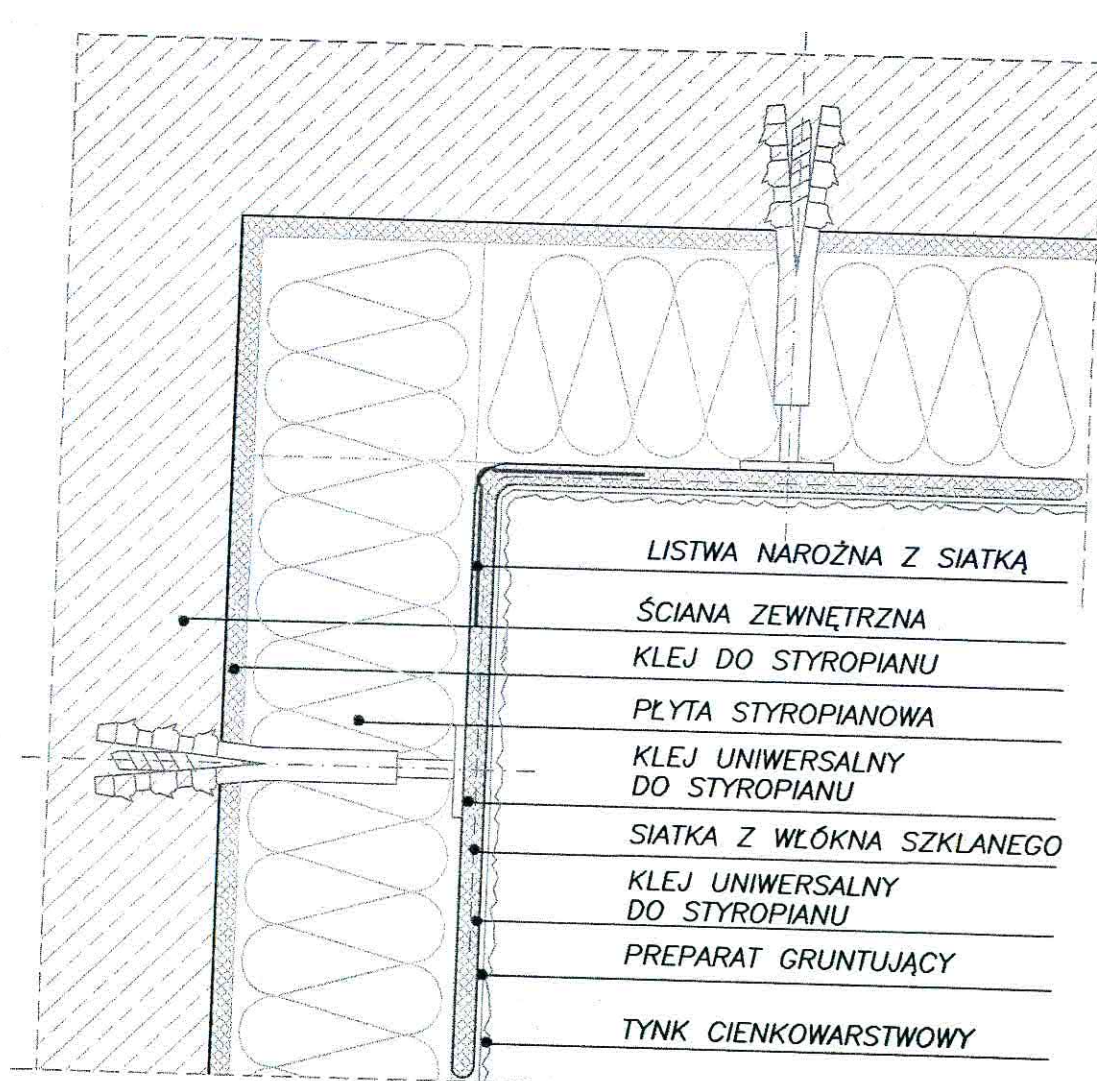 LISTWA NAROŻNA Z SIATKĄ
ŚCIANA ZEWNĘTRZNA
KLEJ DO STYROPIANU
PŁYTA STYROPIANOWA
KLEJ UNIWERSALNY
DO STYROPIANU
SIATKA Z WŁÓKNA SZKLANEGO
KLEJ UNIWERSALNY
DO STYROPIANU
PREPARAT GRUNTUJĄCY
TYNK CIENKOWARSTWOWY